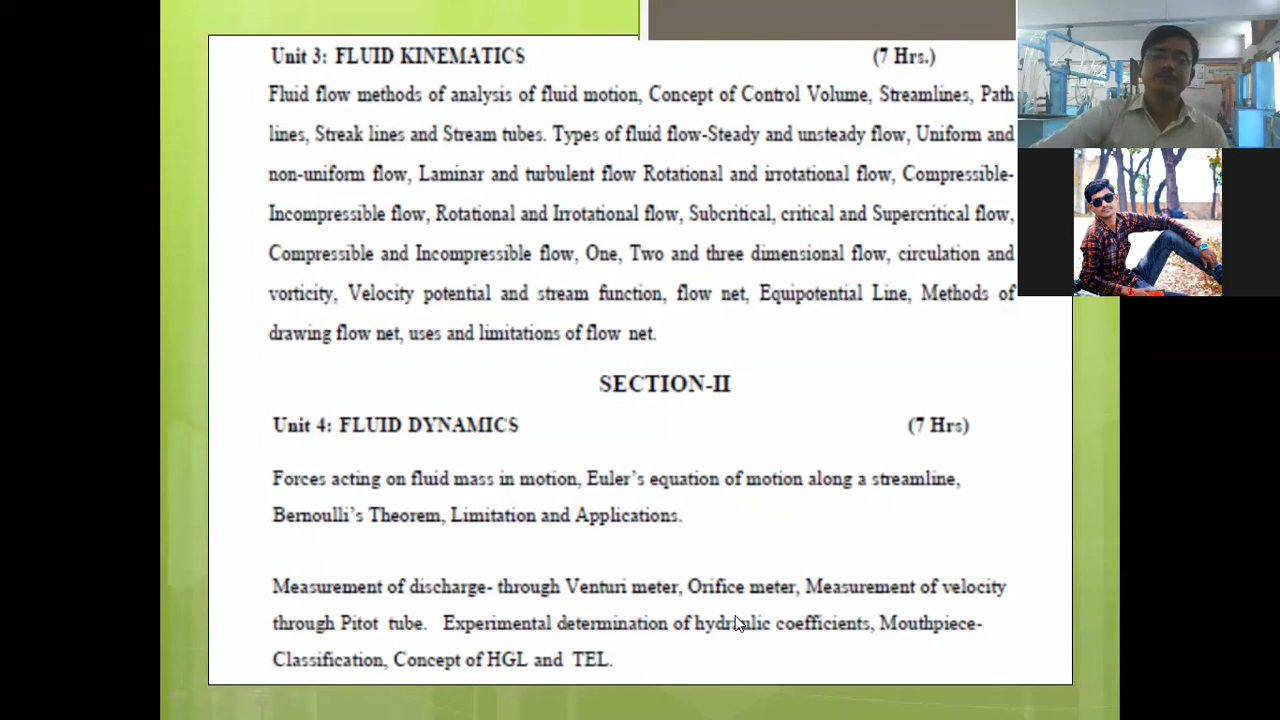 Unit 3: FLUID KINEMATICS (7 Hrs.)
Fluid flow methods of analysis of fluid motion, Concept of Control Volume, Streamlines, Path
lines, Streak lines and Stream tubes. Types of fluid flow-Steady and unsteady flow, Uniform and
non-uniform flow, Laminar and turbulent flow Rotational and irrotational flow, Compressible-
Incompressible flow, Rotational and Irrotational flow, Subcritical, critical and Supercritical flow,
Compressible and Incompressible flow, One, Two and three dimensional flow, circulation and
vorticity, Velocity potential and stream function, flow net, Equipotential Line, Methods of
drawing flow net, uses and limitations of flow net.
SECTION-II
Unit 4: FLUID DYNAMICS (7 Hrs)
Forces acting on fluid mass in motion, Euler’s equation of motion along a streamline,
Bernoulli’s Theorem, Limitation and Applications.
Measurement of discharge- through Venturi meter, Orifice meter, Measurement of velocity
through Pitot tube. Experimental determination of hydraulic coefficients, Mouthpiece-
Classification, Concept of HGL and TEL.